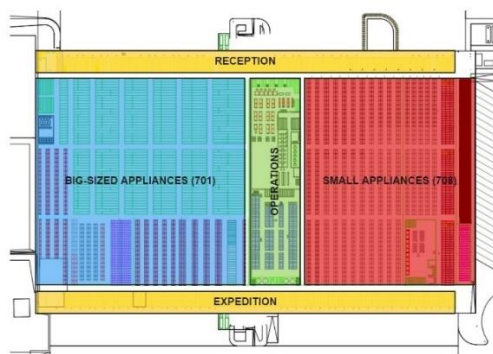 RECEPTION
BIG-SIZED APPLIANCES (701)
OPERATIONS
SMALL APPLIANCES (708)
EXPEDITION